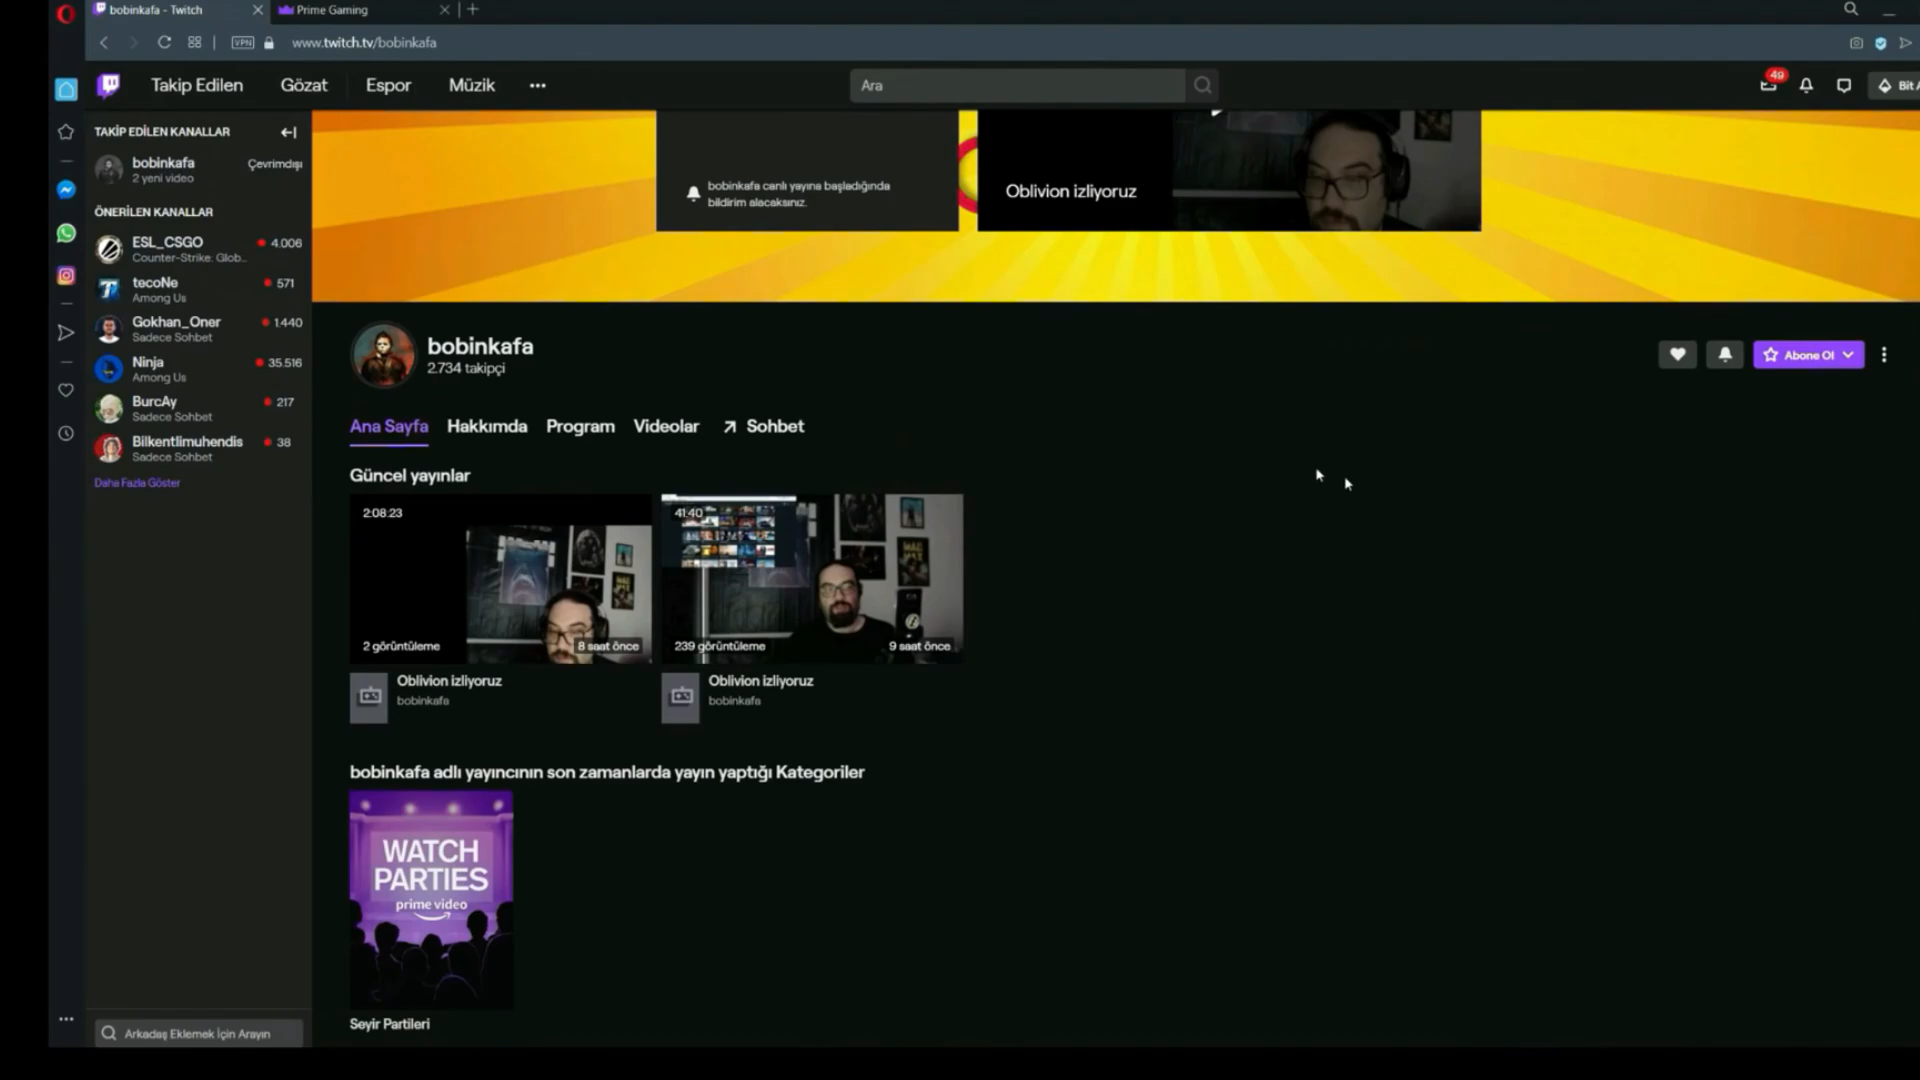 bobinkafa - Twitch
Prime Gaming
VPN
www.twitch.tv/bobinkafa
Takip Edilen
Gözat
Espor
Müzik
Ara
49
Bit A
TAKİP EDİLEN KANALLAR
bobinkafa
Çevrimdışı
2 yeni video
ÖNERİLEN KANALLAR
ESL_CSGO
4.006
Counter-Strike: Glob...
tecoNe
571
Among Us
Gokhan_Oner
1.440
Sadece Sohbet
Ninja
35.516
Among Us
BurcAy
217
Sadece Sohbet
Bilkentlimuhendis
38
Sadece Sohbet
Daha Fazla Göster
Arkadaş Eklemek İçin Arayın
bobinkafa canlı yayına başladığında
bildirim alacaksınız.
Oblivion izliyoruz
bobinkafa
2.734 takipçi
Abone Ol
Ana Sayfa
Hakkımda
Program
Videolar
Sohbet
Güncel yayınlar
2:08:23
2 görüntüleme
8 saat önce
Oblivion izliyoruz
bobinkafa
41:40
MAD
MAX
239 görüntüleme
9 saat önce
Oblivion izliyoruz
bobinkafa
bobinkafa adlı yayıncının son zamanlarda yayın yaptığı Kategoriler
WATCH
PARTIES
prime video
Seyir Partileri